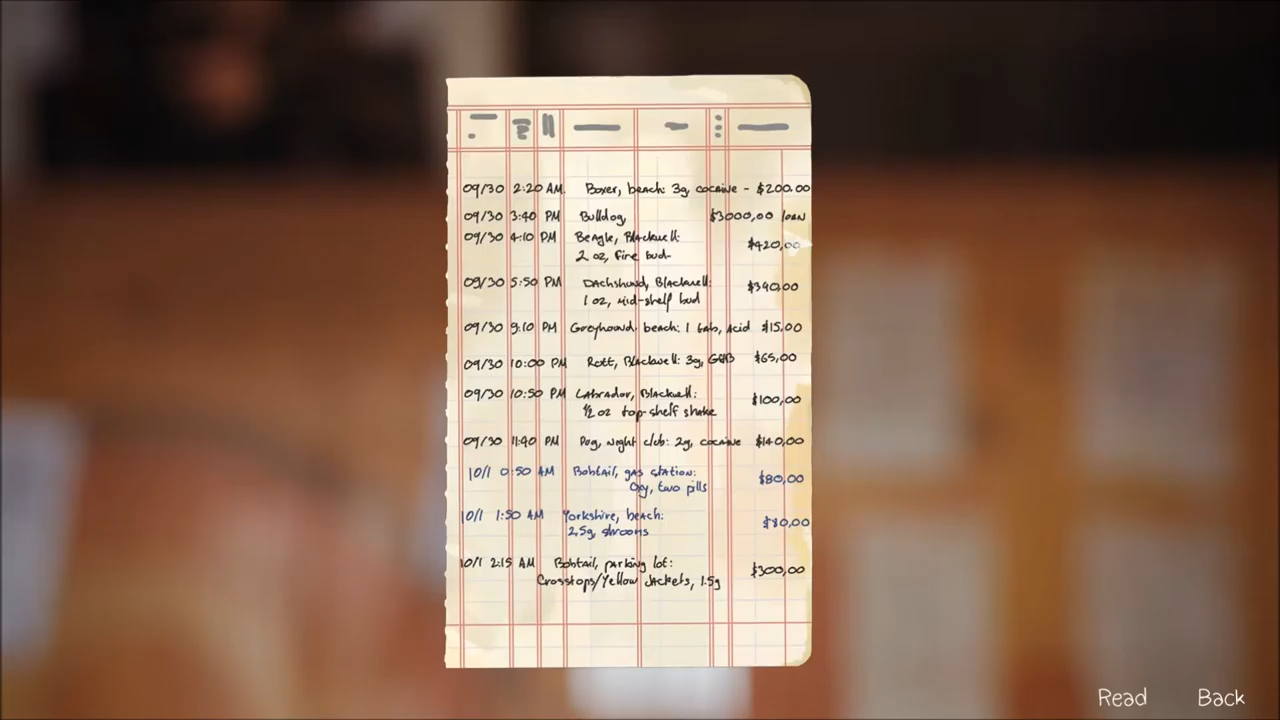 09/30 2:20 AM. Boxer, beach: 3g, cocaine - $200.00
09/30 3:40 PM Bulldog, $3000,00 loan
09/30 4:10 PM Beagle, Blackwell: $420,00
2 oz, fire bud-
09/30 5:50 PM Dachshund, Blackwell: $340.00
1 oz, mid-shelf bud
09/30 9:10 PM Greyhound, beach: 1 tab, acid $15.00
09/30 10:00 PM Rott, Blackwell: 3g, GHB $65,00
09/30 10:50 PM Labrador, Blackwell: $100,00
1/2 oz top-shelf shake
09/30 11:40 PM Pog, night club: 2g, cocaine $140,00
10/1 0:50 AM Bobtail, gas station: $80,00
Oxy, two pills
10/1 1:50 AM Yorkshire, beach:
2,5g, shrooms
10/1 2:15 AM Bobtail, parking lot: $300,00
Crosstops/Yellow Jackets, 1.5g
Read Back